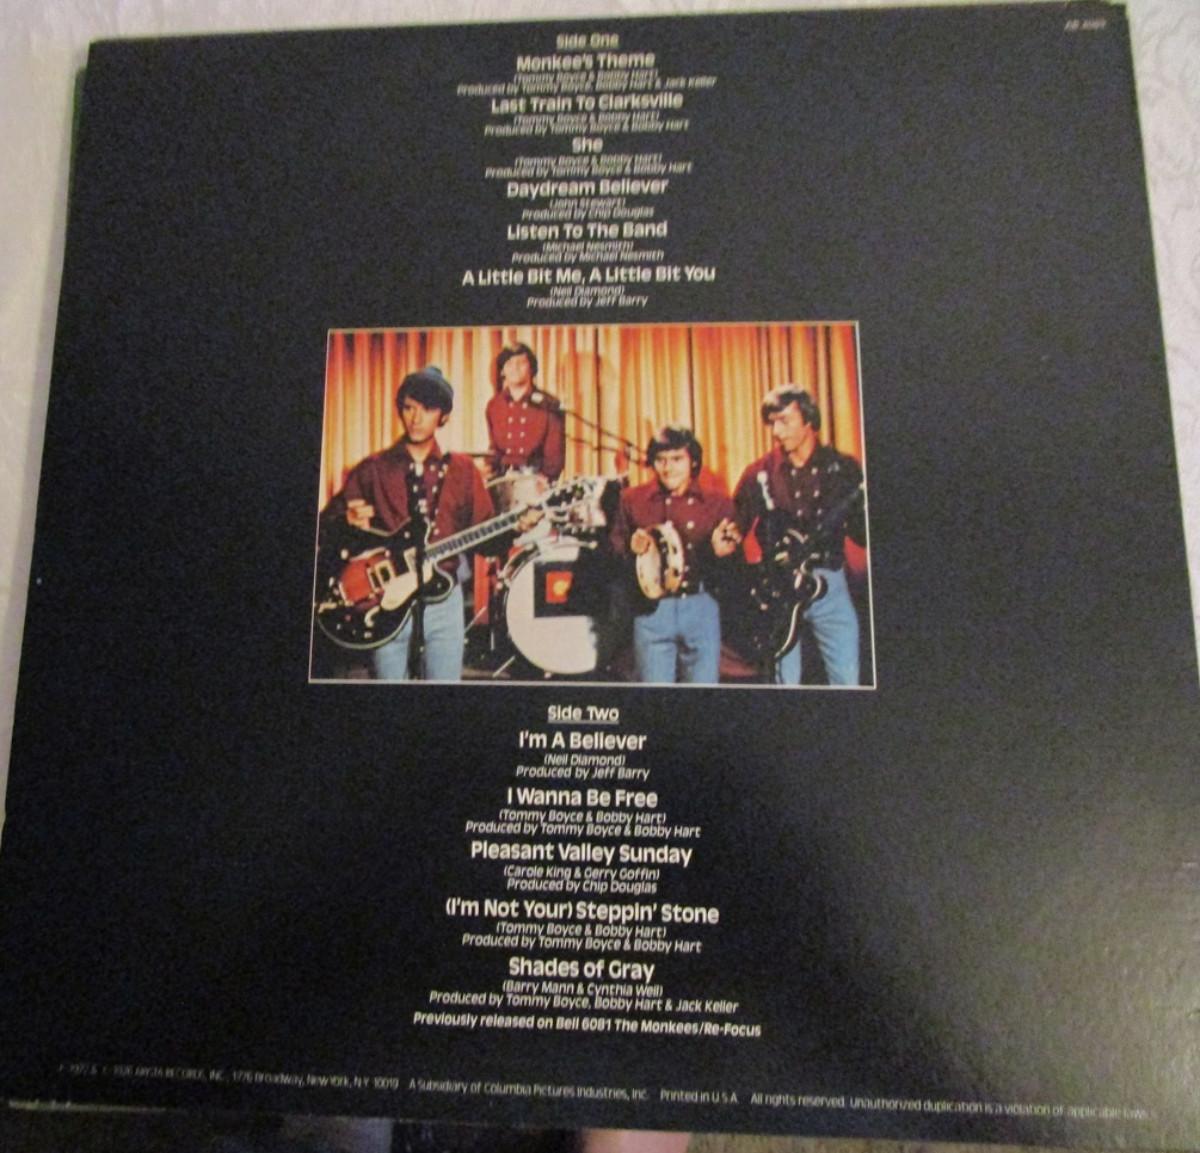 Side One
Monkee's Theme
(Tommy Boyce & Bobby Hart)
Produced by Tommy Boyce, Bobby Hart & Jack Keller
Last Train To Clarksville
(Tommy Boyce & Bobby Hart)
Produced by Tommy Boyce & Bobby Hart
She
(Tommy Boyce & Bobby Hart)
Produced by Tommy Boyce & Bobby Hart
Daydream Believer
(John Stewart)
Produced by Chip Douglas
Listen To The Band
(Michael Nesmith)
Produced by Michael Nesmith
A Little Bit Me, A Little Bit You
(Neil Diamond)
Produced by Jeff Barry
Side Two
I'm A Believer
(Neil Diamond)
Produced by Jeff Barry
I Wanna Be Free
(Tommy Boyce & Bobby Hart)
Produced by Tommy Boyce & Bobby Hart
Pleasant Valley Sunday
(Carole King & Gerry Goffin)
Produced by Chip Douglas
(I'm Not Your) Steppin' Stone
(Tommy Boyce & Bobby Hart)
Produced by Tommy Boyce & Bobby Hart
Shades of Gray
(Barry Mann & Cynthia Weil)
Produced by Tommy Boyce, Bobby Hart & Jack Keller
Previously released on Bell 6081 The Monkees/Re-Focus
1976 ARISTA RECORDS, INC., 1776 Broadway, New York, N.Y. 10019 A Subsidiary of Columbia Pictures Industries, Inc. Printed in U.S.A. All rights reserved. Unauthorized duplication is a violation of applicable laws.